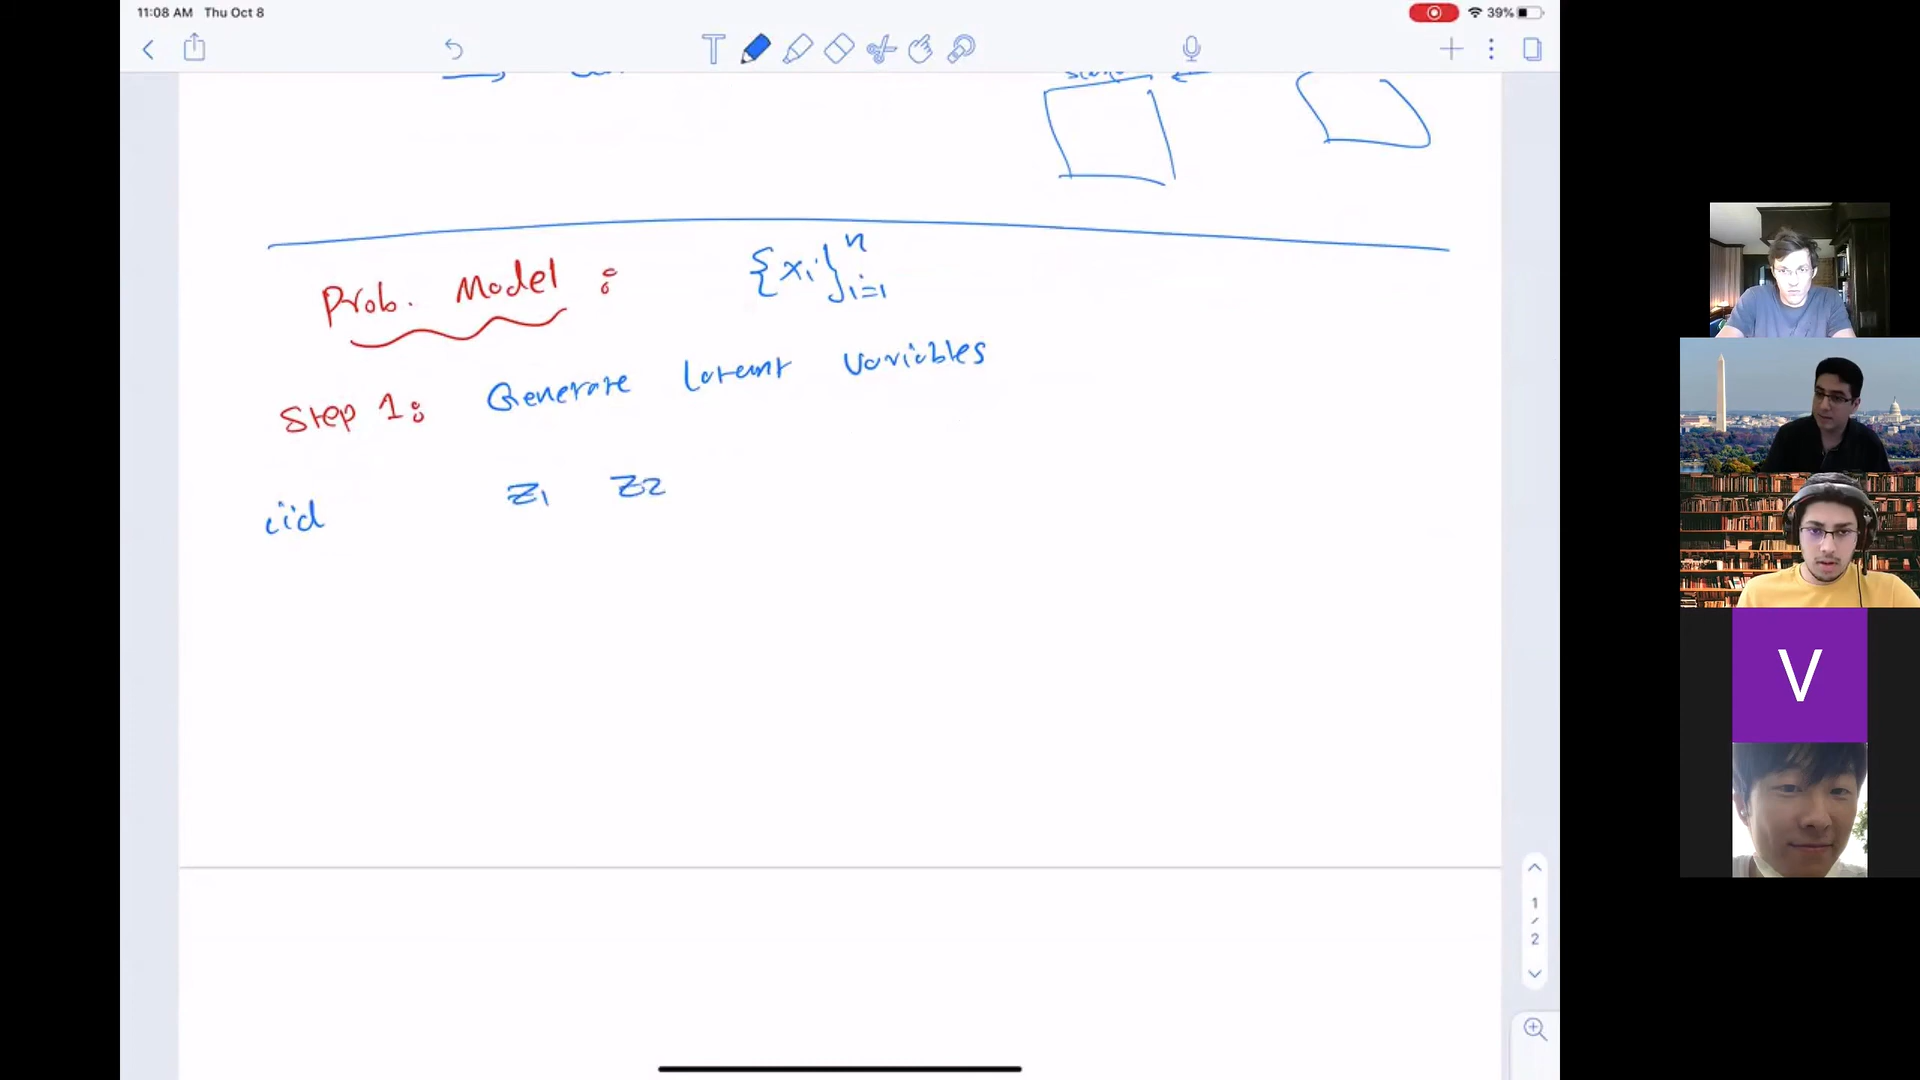 11:08 AM Thu Oct 8
39%
Prob. Model : {xi}ⁿi=1
Step 1: Generate latent variables
iid z1 z2
V
1
/
2